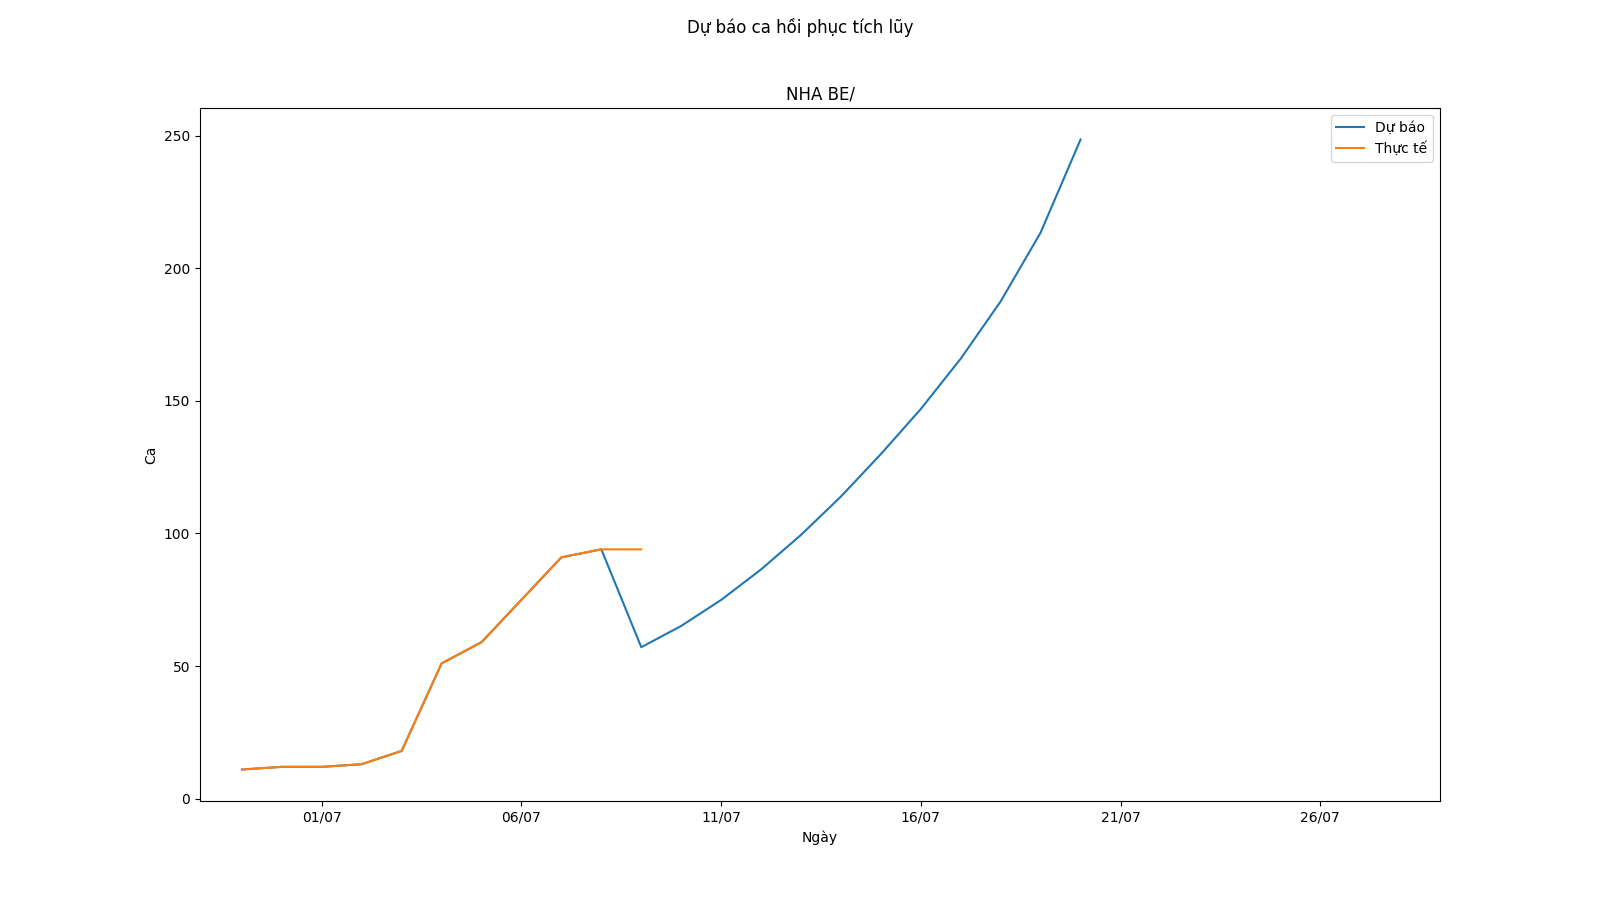 Dự báo ca hồi phục tích lũy
NHA BE/
Dự báo
Thực tế
250
200
150
100
50
0
Ca
01/07
06/07
11/07
16/07
21/07
26/07
Ngày